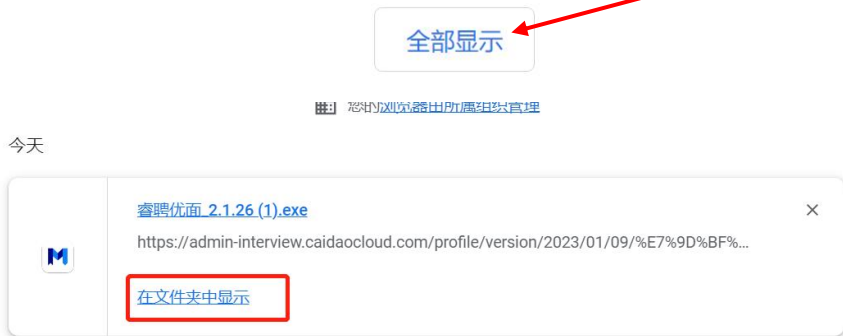 全部显示
您的浏览器由所属组织管理
今天
睿聘优面_2.1.26 (1).exe
https://admin-interview.caidaocloud.com/profile/version/2023/01/09/%E7%9D%BF%...
在文件夹中显示